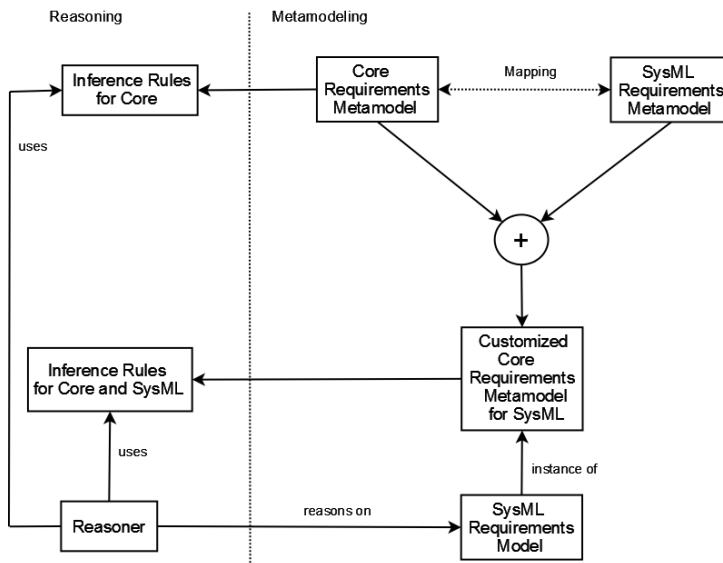 Reasoning
Metamodeling
Inference Rules
for Core
Core
Requirements
Metamodel
Mapping
SysML
Requirements
Metamodel
uses
+
Inference Rules
for Core and SysML
Customized
Core
Requirements
Metamodel
for SysML
uses
instance of
Reasoner
reasons on
SysML
Requirements
Model